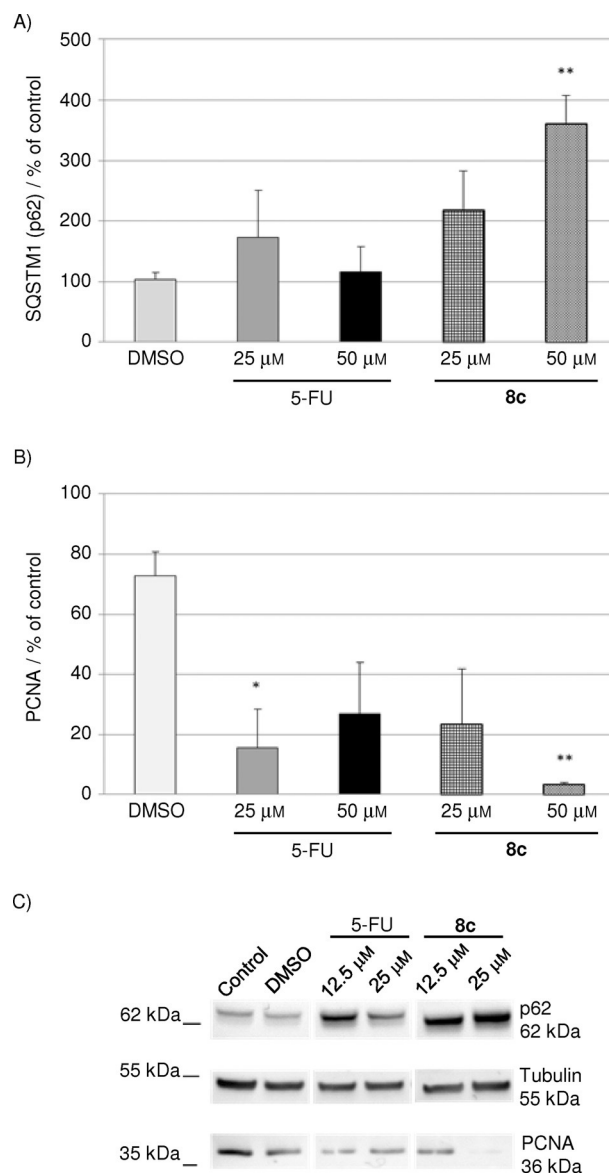 A)
SQSTM1 (p62) / % of control
500
400
300
200
100
0
**
DMSO 25 μM 50 μM 25 μM 50 μM
5-FU 8c
B)
PCNA / % of control
100
80
60
40
20
0
* **
DMSO 25 μM 50 μM 25 μM 50 μM
5-FU 8c
C)
5-FU 8c
Control DMSO 12.5 μM 25 μM 12.5 μM 25 μM
62 kDa p62
62 kDa
55 kDa Tubulin
55 kDa
35 kDa PCNA
36 kDa